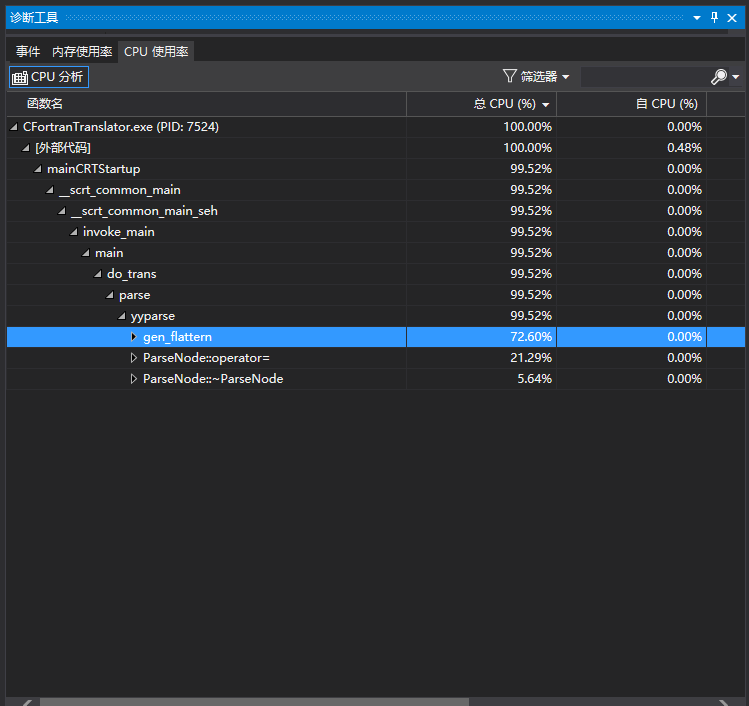 诊断工具
事件 内存使用率 CPU 使用率
CPU 分析 筛选器
函数名 总 CPU (%) 自 CPU (%)
CFortranTranslator.exe (PID: 7524) 100.00% 0.00%
[外部代码] 100.00% 0.48%
mainCRTStartup 99.52% 0.00%
__scrt_common_main 99.52% 0.00%
__scrt_common_main_seh 99.52% 0.00%
invoke_main 99.52% 0.00%
main 99.52% 0.00%
do_trans 99.52% 0.00%
parse 99.52% 0.00%
yyparse 99.52% 0.00%
gen_flattern 72.60% 0.00%
ParseNode::operator= 21.29% 0.00%
ParseNode::~ParseNode 5.64% 0.00%